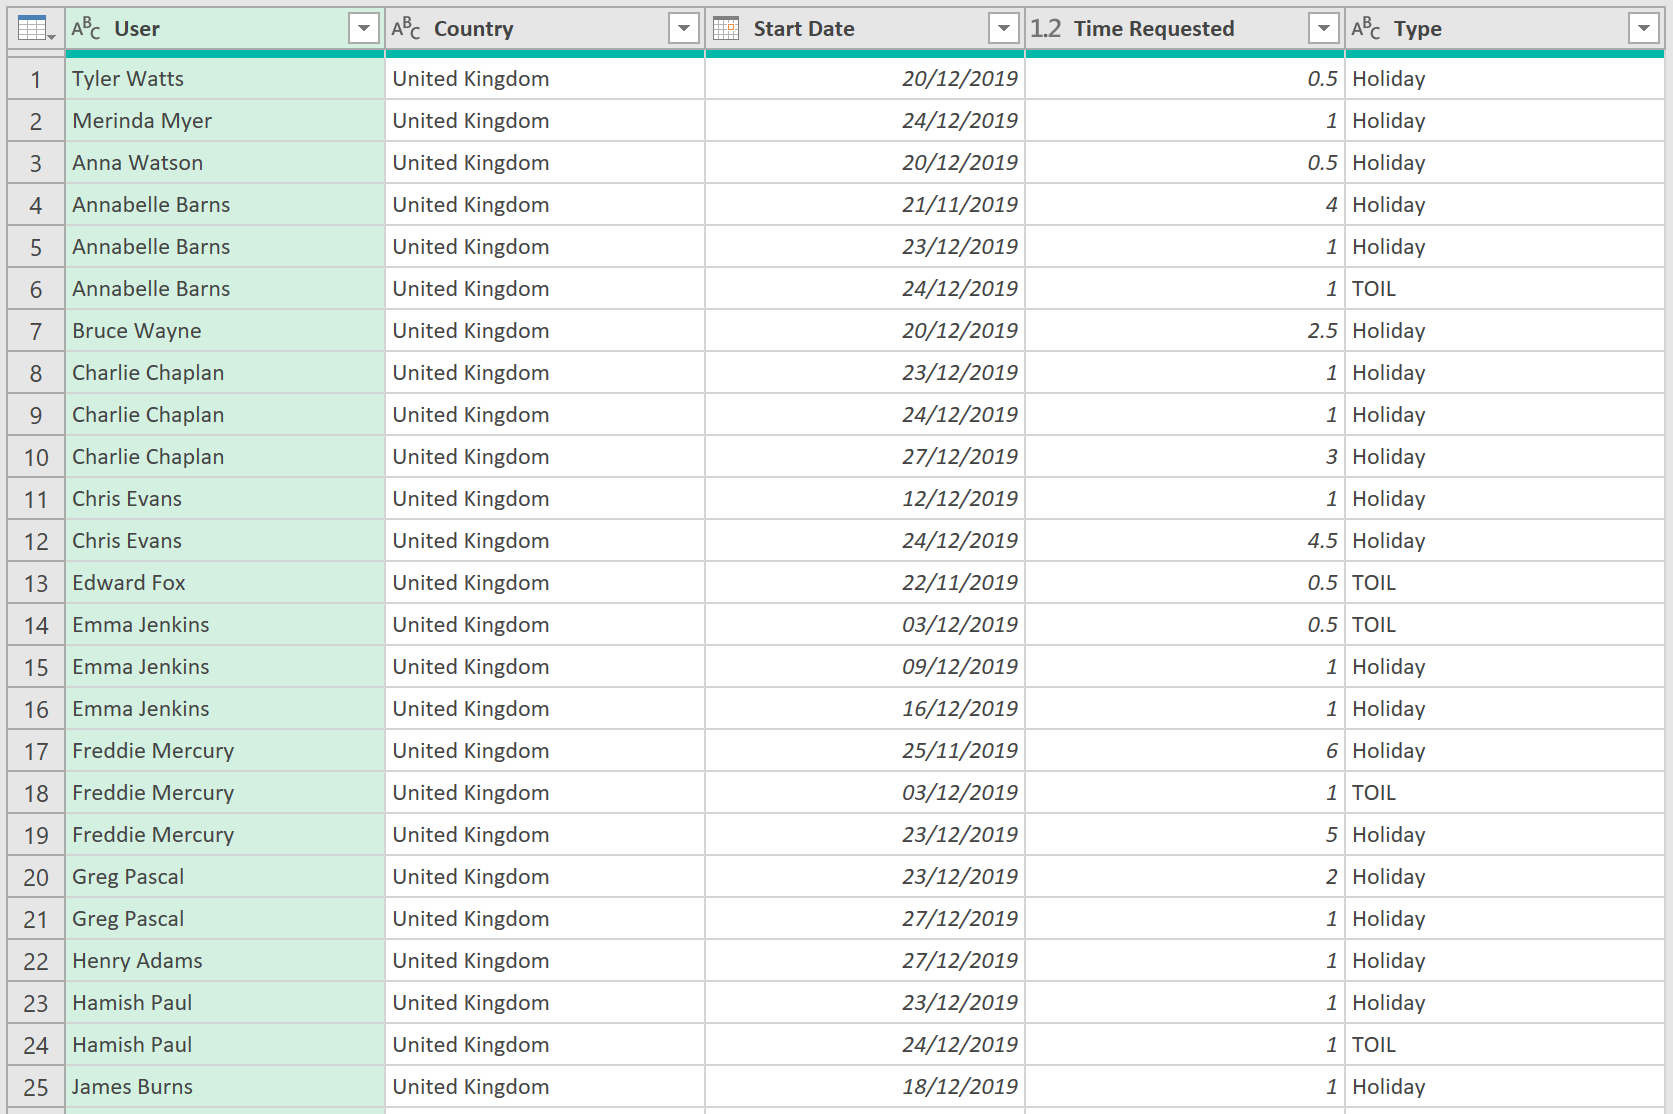 ABC User ABC Country Start Date 1.2 Time Requested ABC Type
1 Tyler Watts United Kingdom 20/12/2019 0.5 Holiday
2 Merinda Myer United Kingdom 24/12/2019 1 Holiday
3 Anna Watson United Kingdom 20/12/2019 0.5 Holiday
4 Annabelle Barns United Kingdom 21/11/2019 4 Holiday
5 Annabelle Barns United Kingdom 23/12/2019 1 Holiday
6 Annabelle Barns United Kingdom 24/12/2019 1 TOIL
7 Bruce Wayne United Kingdom 20/12/2019 2.5 Holiday
8 Charlie Chaplan United Kingdom 23/12/2019 1 Holiday
9 Charlie Chaplan United Kingdom 24/12/2019 1 Holiday
10 Charlie Chaplan United Kingdom 27/12/2019 3 Holiday
11 Chris Evans United Kingdom 12/12/2019 1 Holiday
12 Chris Evans United Kingdom 24/12/2019 4.5 Holiday
13 Edward Fox United Kingdom 22/11/2019 0.5 TOIL
14 Emma Jenkins United Kingdom 03/12/2019 0.5 TOIL
15 Emma Jenkins United Kingdom 09/12/2019 1 Holiday
16 Emma Jenkins United Kingdom 16/12/2019 1 Holiday
17 Freddie Mercury United Kingdom 25/11/2019 6 Holiday
18 Freddie Mercury United Kingdom 03/12/2019 1 TOIL
19 Freddie Mercury United Kingdom 23/12/2019 5 Holiday
20 Greg Pascal United Kingdom 23/12/2019 2 Holiday
21 Greg Pascal United Kingdom 27/12/2019 1 Holiday
22 Henry Adams United Kingdom 27/12/2019 1 Holiday
23 Hamish Paul United Kingdom 23/12/2019 1 Holiday
24 Hamish Paul United Kingdom 24/12/2019 1 TOIL
25 James Burns United Kingdom 18/12/2019 1 Holiday